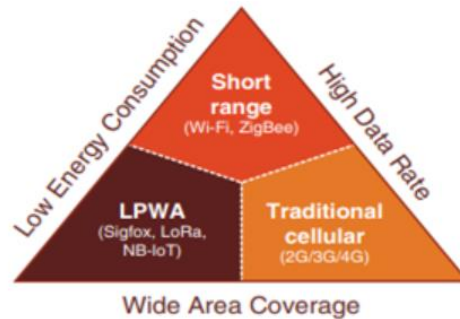 Low Energy Consumption
High Data Rate
Short
range
(Wi-Fi, ZigBee)
LPWA
(Sigfox, LoRa,
NB-IoT)
Traditional
cellular
(2G/3G/4G)
Wide Area Coverage